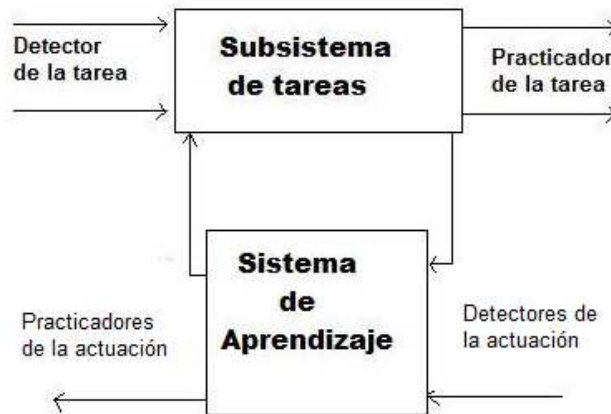 Detector
de la tarea
Subsistema
de tareas
Practicador
de la tarea
Sistema
de
Aprendizaje
Practicadores
de la actuación
Detectores de
la actuación